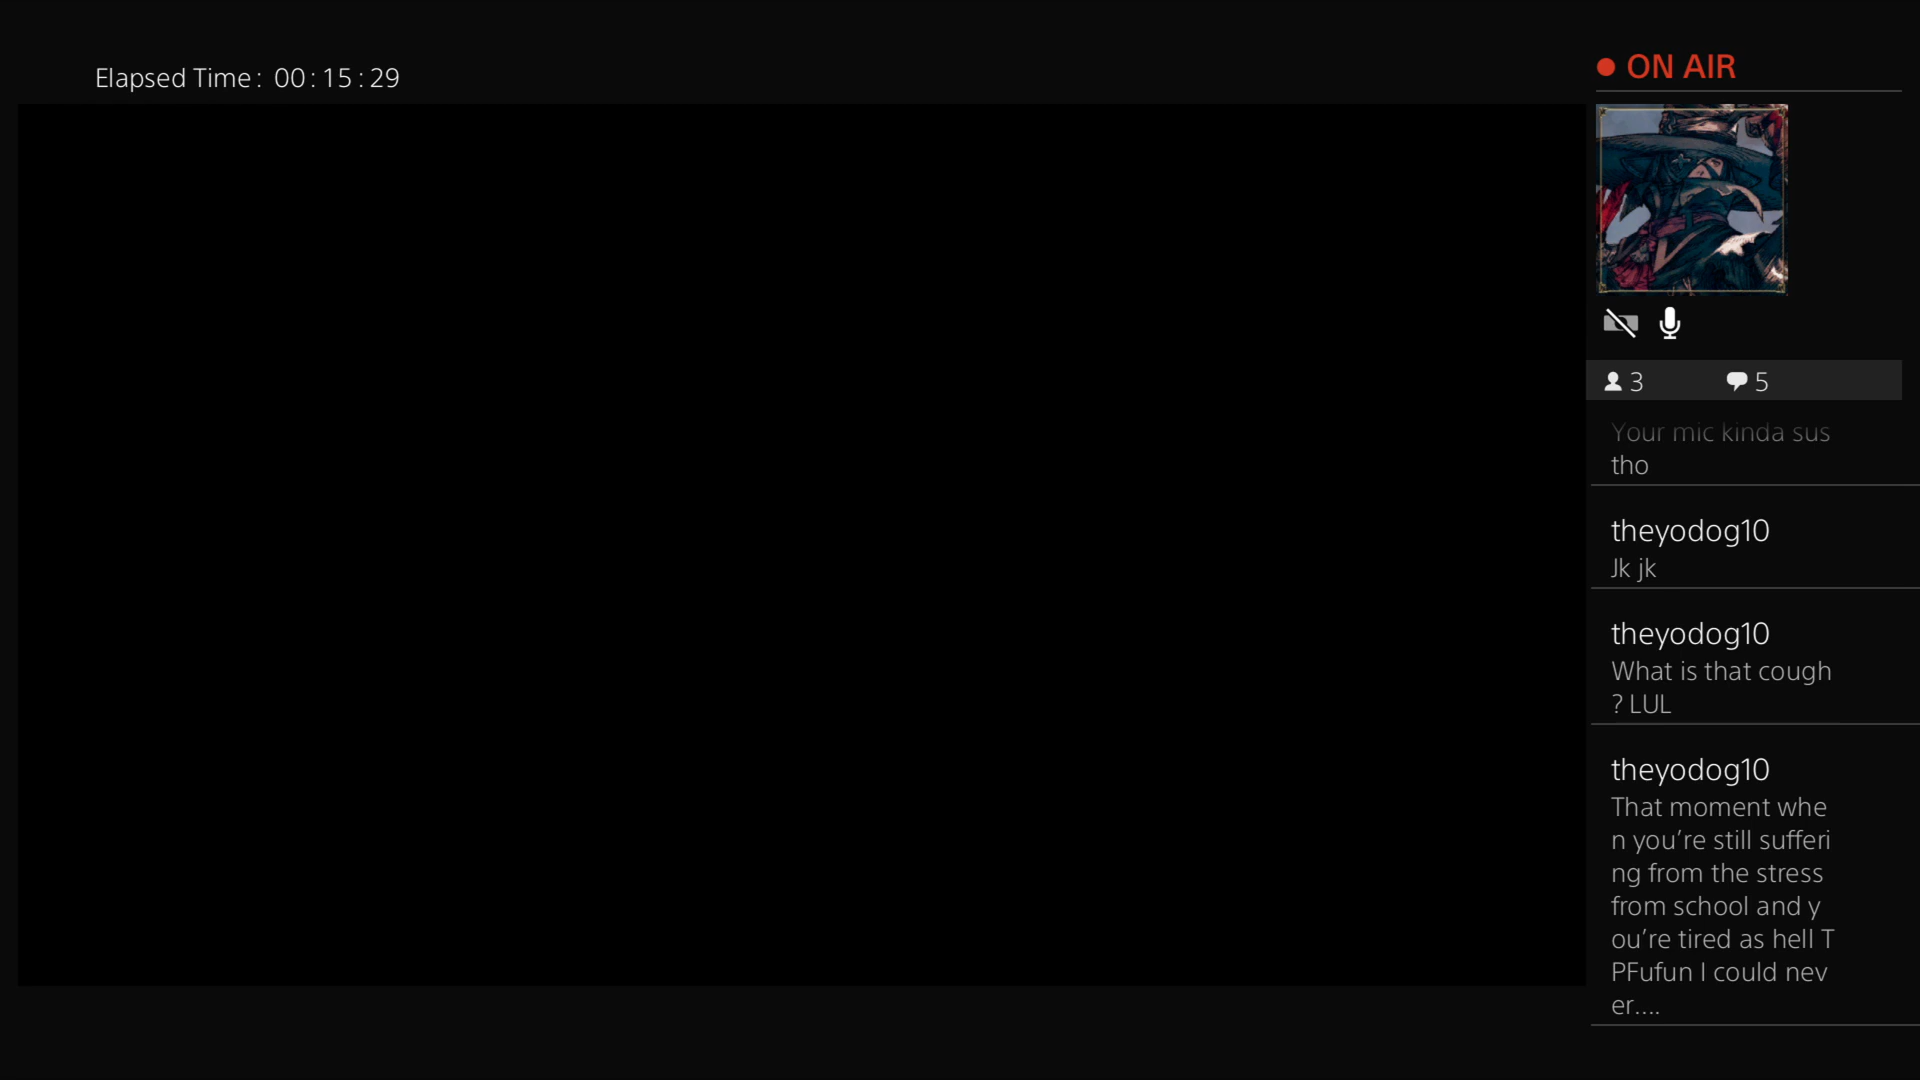 Elapsed Time: 00:15:29
ON AIR
3 5
Your mic kinda sus
tho
theyodog10
Jk jk
theyodog10
What is that cough
? LUL
theyodog10
That moment whe
n you're still sufferi
ng from the stress
from school and y
ou're tired as hell T
PFufun I could nev
er....